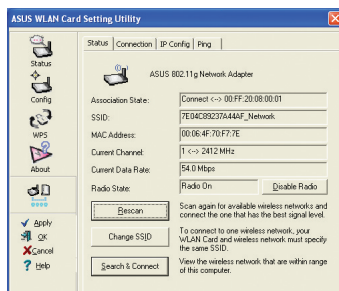 ASUS WLAN Card Setting Utility
Status
Config
WPS
About
Apply
OK
Cancel
Help
Status Connection IP Config Ping
ASUS 802.11g Network Adapter
Association State: Connect <--> 00:FF:20:08:00:01
SSID: 7E04C89237A44AF_Network
MAC Address: 00:06:4F:70:F7:7E
Current Channel: 1 <--> 2412 MHz
Current Data Rate: 54.0 Mbps
Radio State: Radio On Disable Radio
Rescan
Scan again for available wireless networks and
connect the one that has the best signal level.
Change SSID
To connect to one wireless network, your
WLAN Card and wireless network must specify
the same SSID.
Search & Connect
View the wireless network that are within range
of this computer.